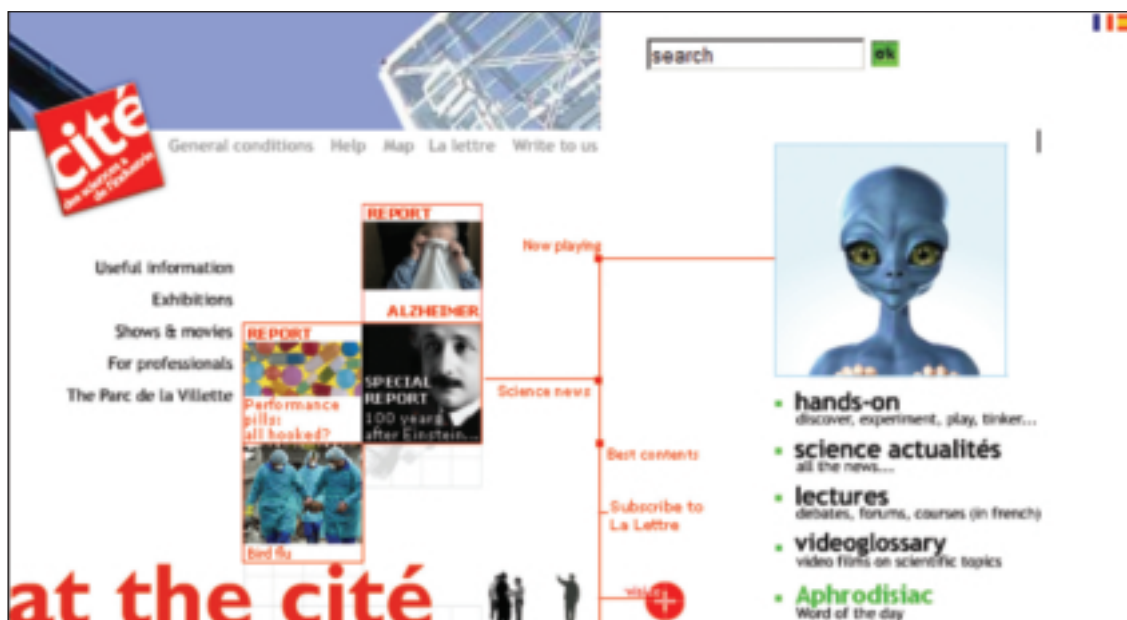 search
ok
cité
des sciences &
de l'industrie
General conditions Help Map La lettre Write to us
REPORT
Now playing
Useful information
Exhibitions
ALZHEIMER
Shows & movies
REPORT
For professionals
SPECIAL
REPORT
Science news
The Parc de la Villette
Performance
pills:
all hooked?
100 years
after Einstein...
hands-on
discover, experiment, play, tinker...
Best contents
science actualités
all the news...
Subscribe to
La Lettre
lectures
debates, forums, courses (in french)
videoglossary
video films on scientific topics
Bird flu
at the cité
Aphrodisiac
Word of the day